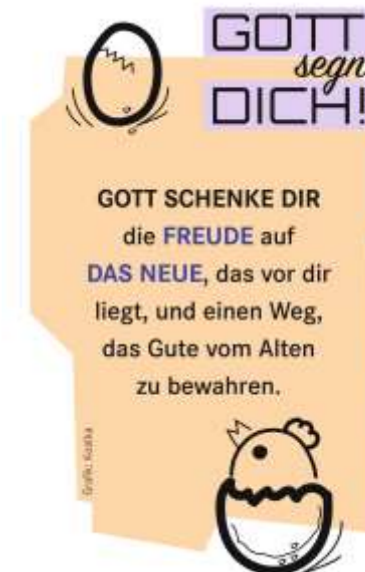 GOTT
segn
DICH!
GOTT SCHENKE DIR
die FREUDE auf
DAS NEUE, das vor dir
liegt, und einen Weg,
das Gute vom Alten
zu bewahren.
Grafik: Kostka